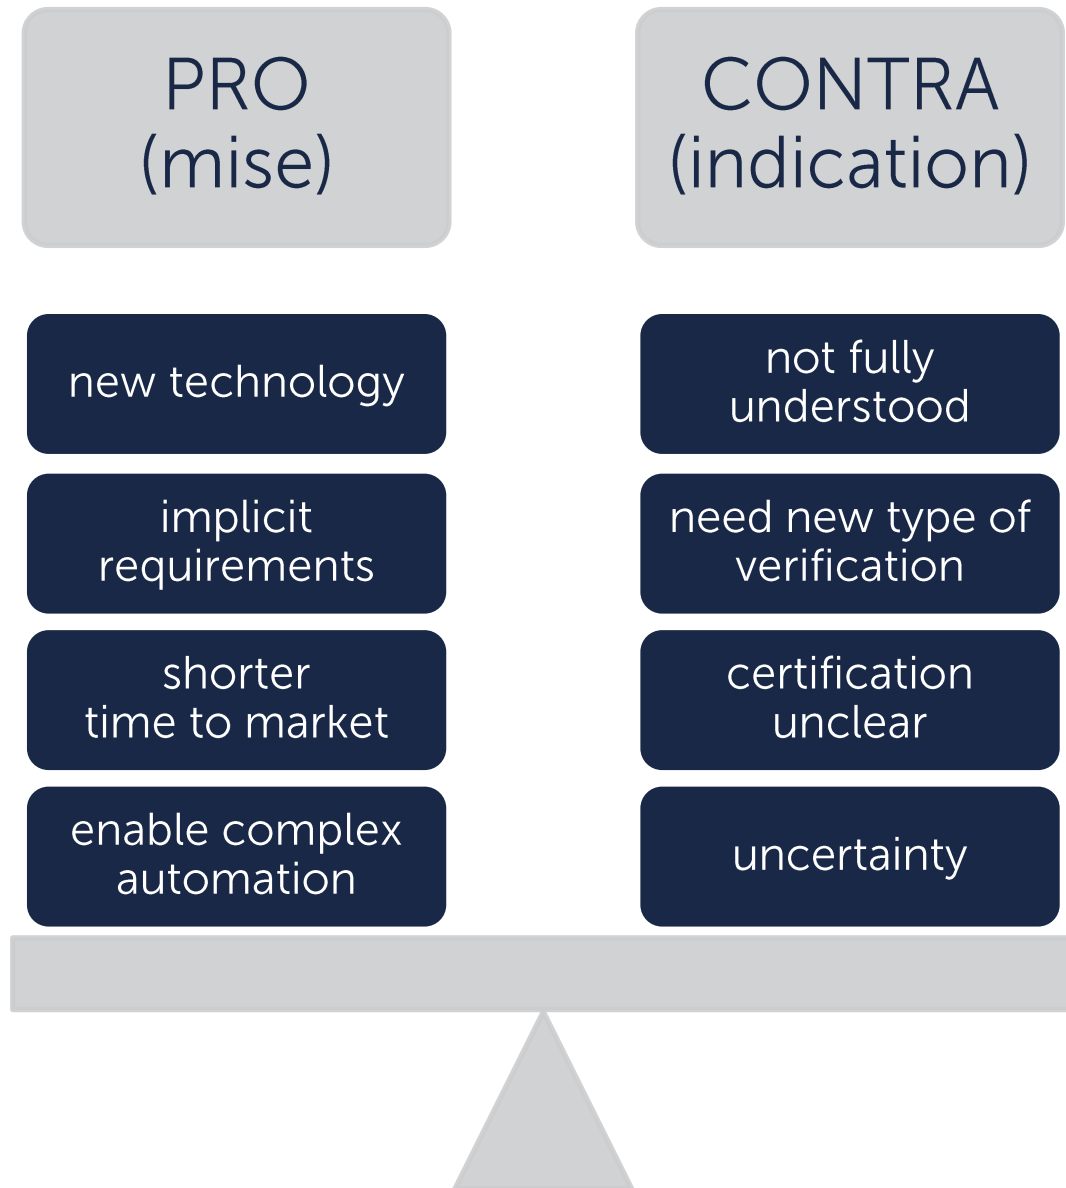 PRO
(mise)
CONTRA
(indication)
new technology
not fully
understood
implicit
requirements
need new type of
verification
shorter
time to market
certification
unclear
enable complex
automation
uncertainty